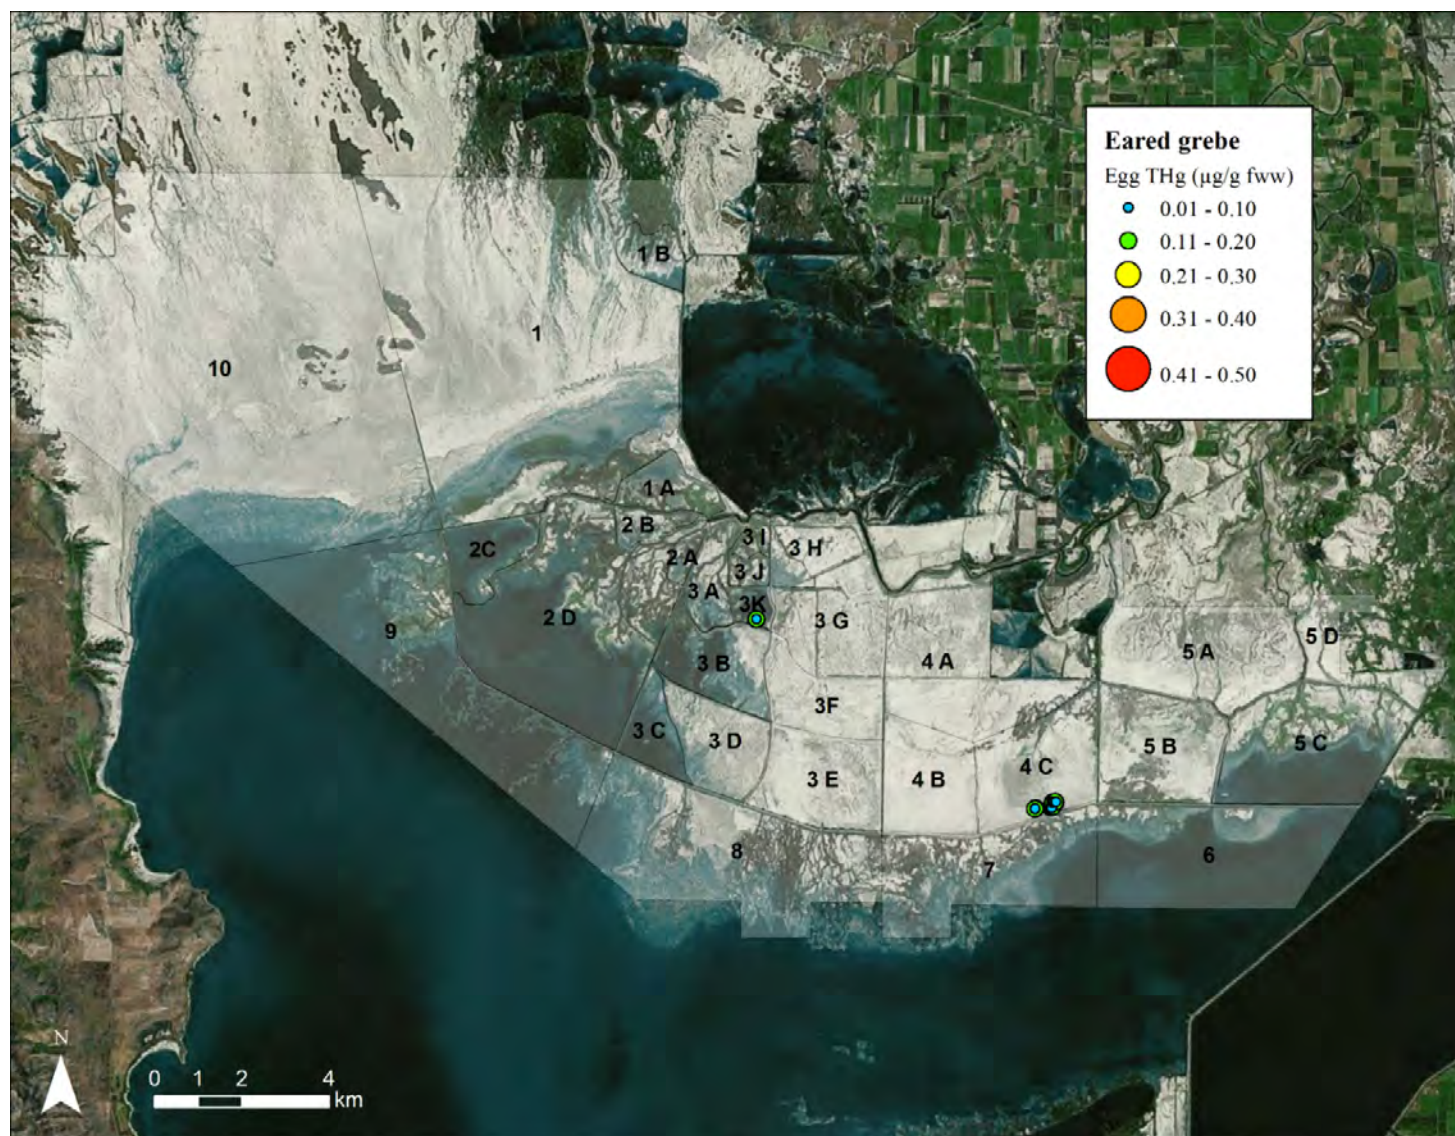 Eared grebe
Egg THg (µg/g fww)
0.01 - 0.10
0.11 - 0.20
0.21 - 0.30
0.31 - 0.40
0.41 - 0.50
1 B
1
10
1 A
2 B
3 I
3 H
2C
2 A
3 J
3 A
3K
2 D
3 G
9
5 D
5 A
3 B
4 A
3F
3 C
3 D
5 C
5 B
4 C
3 E
4 B
8
6
7
N
0 1 2 4
km